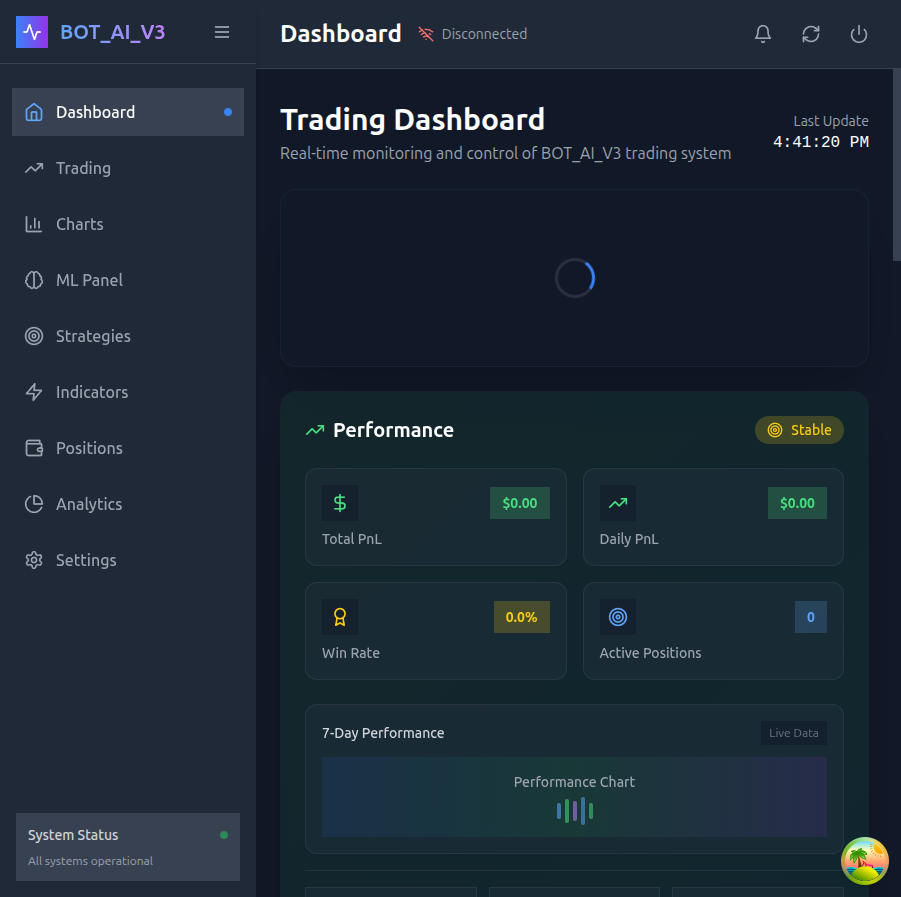 BOT_AI_V3
Dashboard
Trading
Charts
ML Panel
Strategies
Indicators
Positions
Analytics
Settings
System Status
All systems operational
Dashboard
Disconnected
Trading Dashboard
Real-time monitoring and control of BOT_AI_V3 trading system
Last Update
4:41:20 PM
Performance
Stable
$0.00
Total PnL
$0.00
Daily PnL
0.0%
Win Rate
0
Active Positions
7-Day Performance
Live Data
Performance Chart